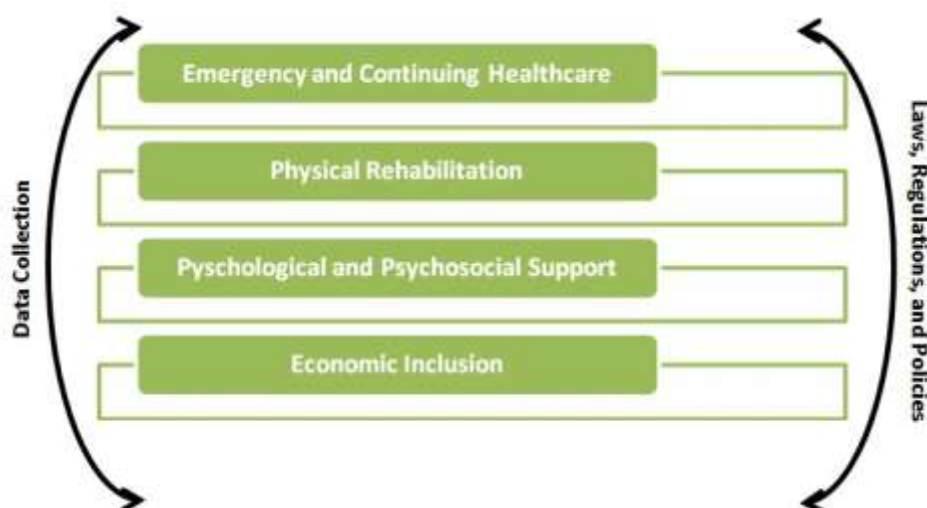 Emergency and Continuing Healthcare
Physical Rehabilitation
Pyschological and Psychosocial Support
Economic Inclusion
Data Collection
Laws, Regulations, and Policies